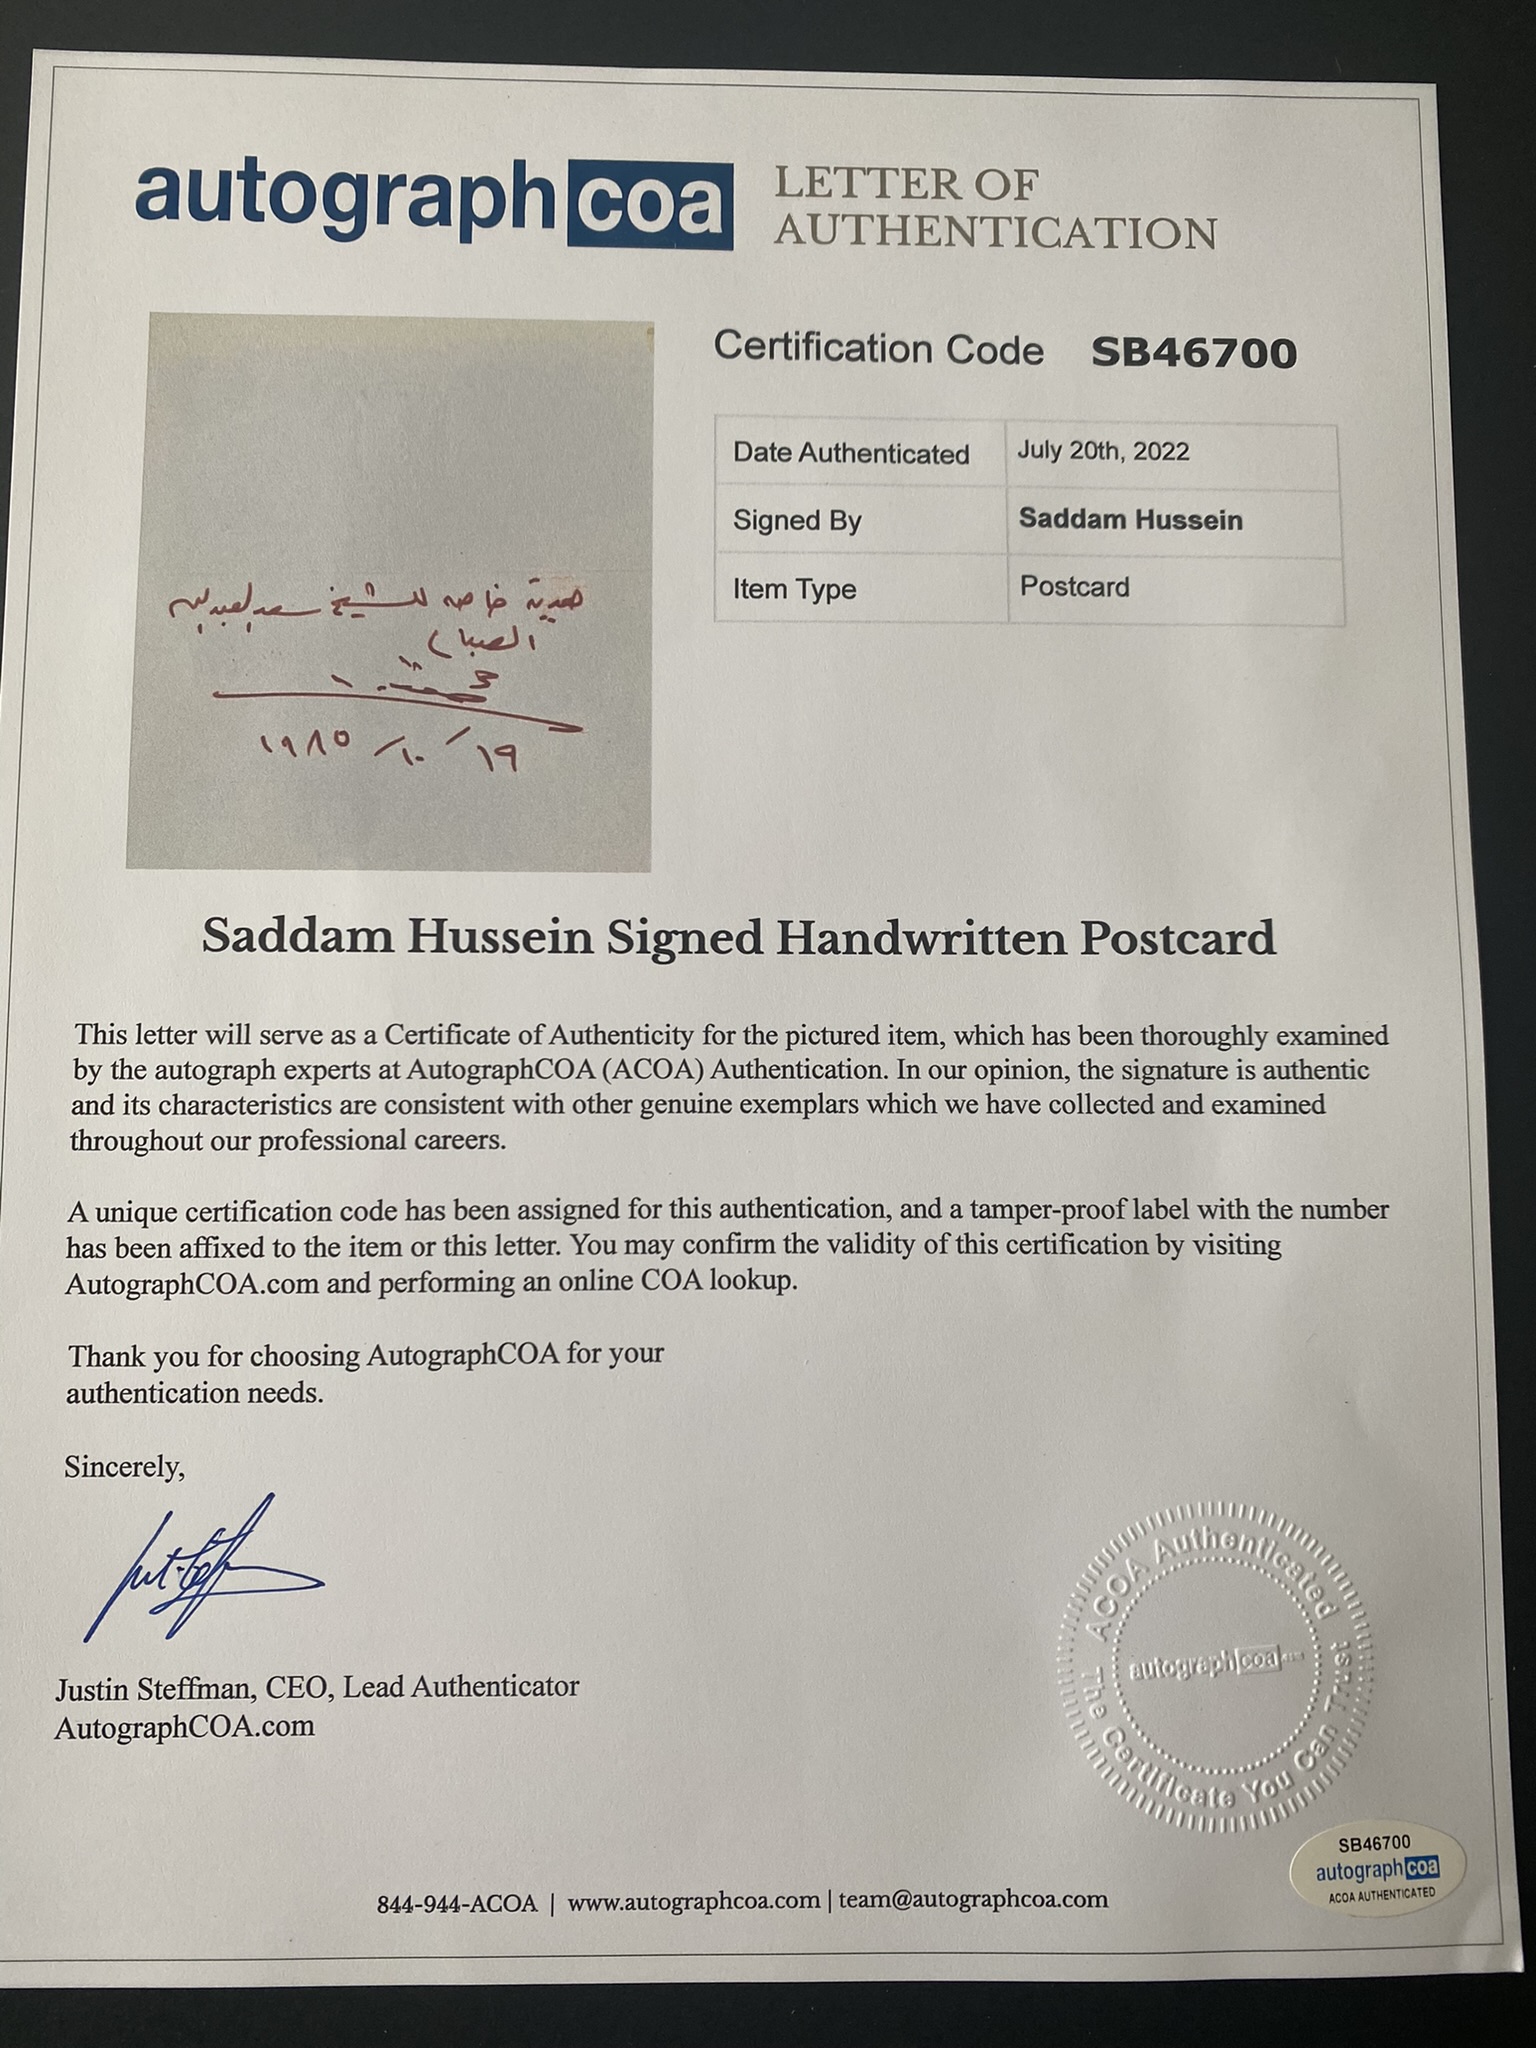 autographcoa
LETTER OF
AUTHENTICATION
Certification Code SB46700
Date Authenticated July 20th, 2022
Signed By Saddam Hussein
Item Type Postcard
هدية خاصة للشيخ سعد العبدلله
الصباح
١٩٨٥ / ١٠ / ١٩
Saddam Hussein Signed Handwritten Postcard
This letter will serve as a Certificate of Authenticity for the pictured item, which has been thoroughly examined
by the autograph experts at AutographCOA (ACOA) Authentication. In our opinion, the signature is authentic
and its characteristics are consistent with other genuine exemplars which we have collected and examined
throughout our professional careers.
A unique certification code has been assigned for this authentication, and a tamper-proof label with the number
has been affixed to the item or this letter. You may confirm the validity of this certification by visiting
AutographCOA.com and performing an online COA lookup.
Thank you for choosing AutographCOA for your
authentication needs.
Sincerely,
Justin Steffman, CEO, Lead Authenticator
AutographCOA.com
ACOA Authenticated
autographcoa
The Certificate You Can Trust
SB46700
autographcoa
ACOA AUTHENTICATED
844-944-ACOA | www.autographcoa.com | team@autographcoa.com